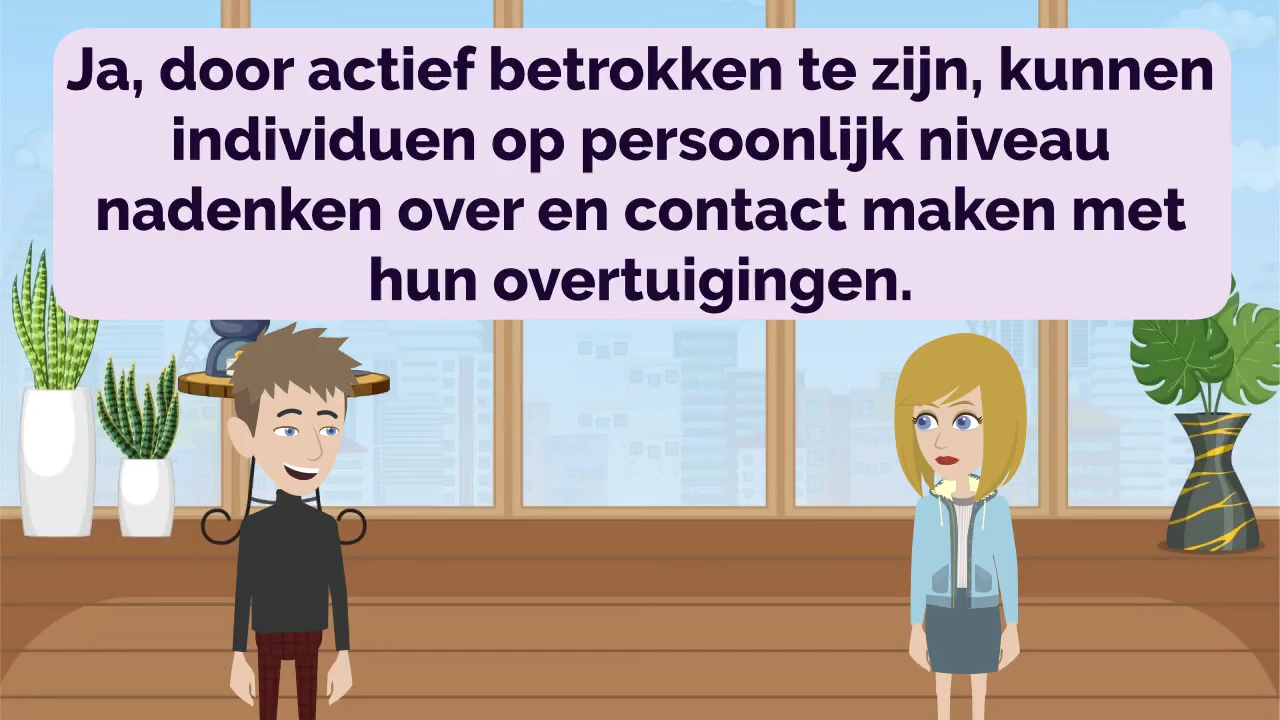 Ja, door actief betrokken te zijn, kunnen
individuen op persoonlijk niveau
nadenken over en contact maken met
hun overtuigingen.